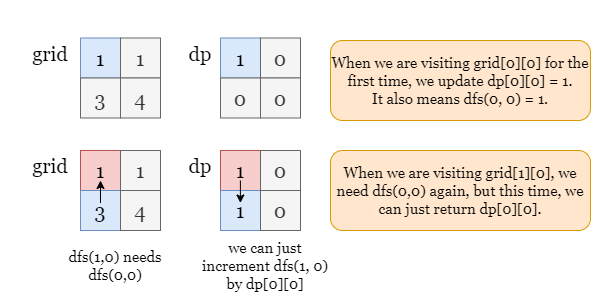 grid
1 1
3 4
dp
1 0
0 0
When we are visiting grid[0][0] for the
first time, we update dp[0][0] = 1.
It also means dfs(0, 0) = 1.
grid
1 1
3 4
dp
1 0
1 0
When we are visiting grid[1][0], we
need dfs(0,0) again, but this time, we
can just return dp[0][0].
dfs(1,0) needs
dfs(0,0)
we can just
increment dfs(1, 0)
by dp[0][0]